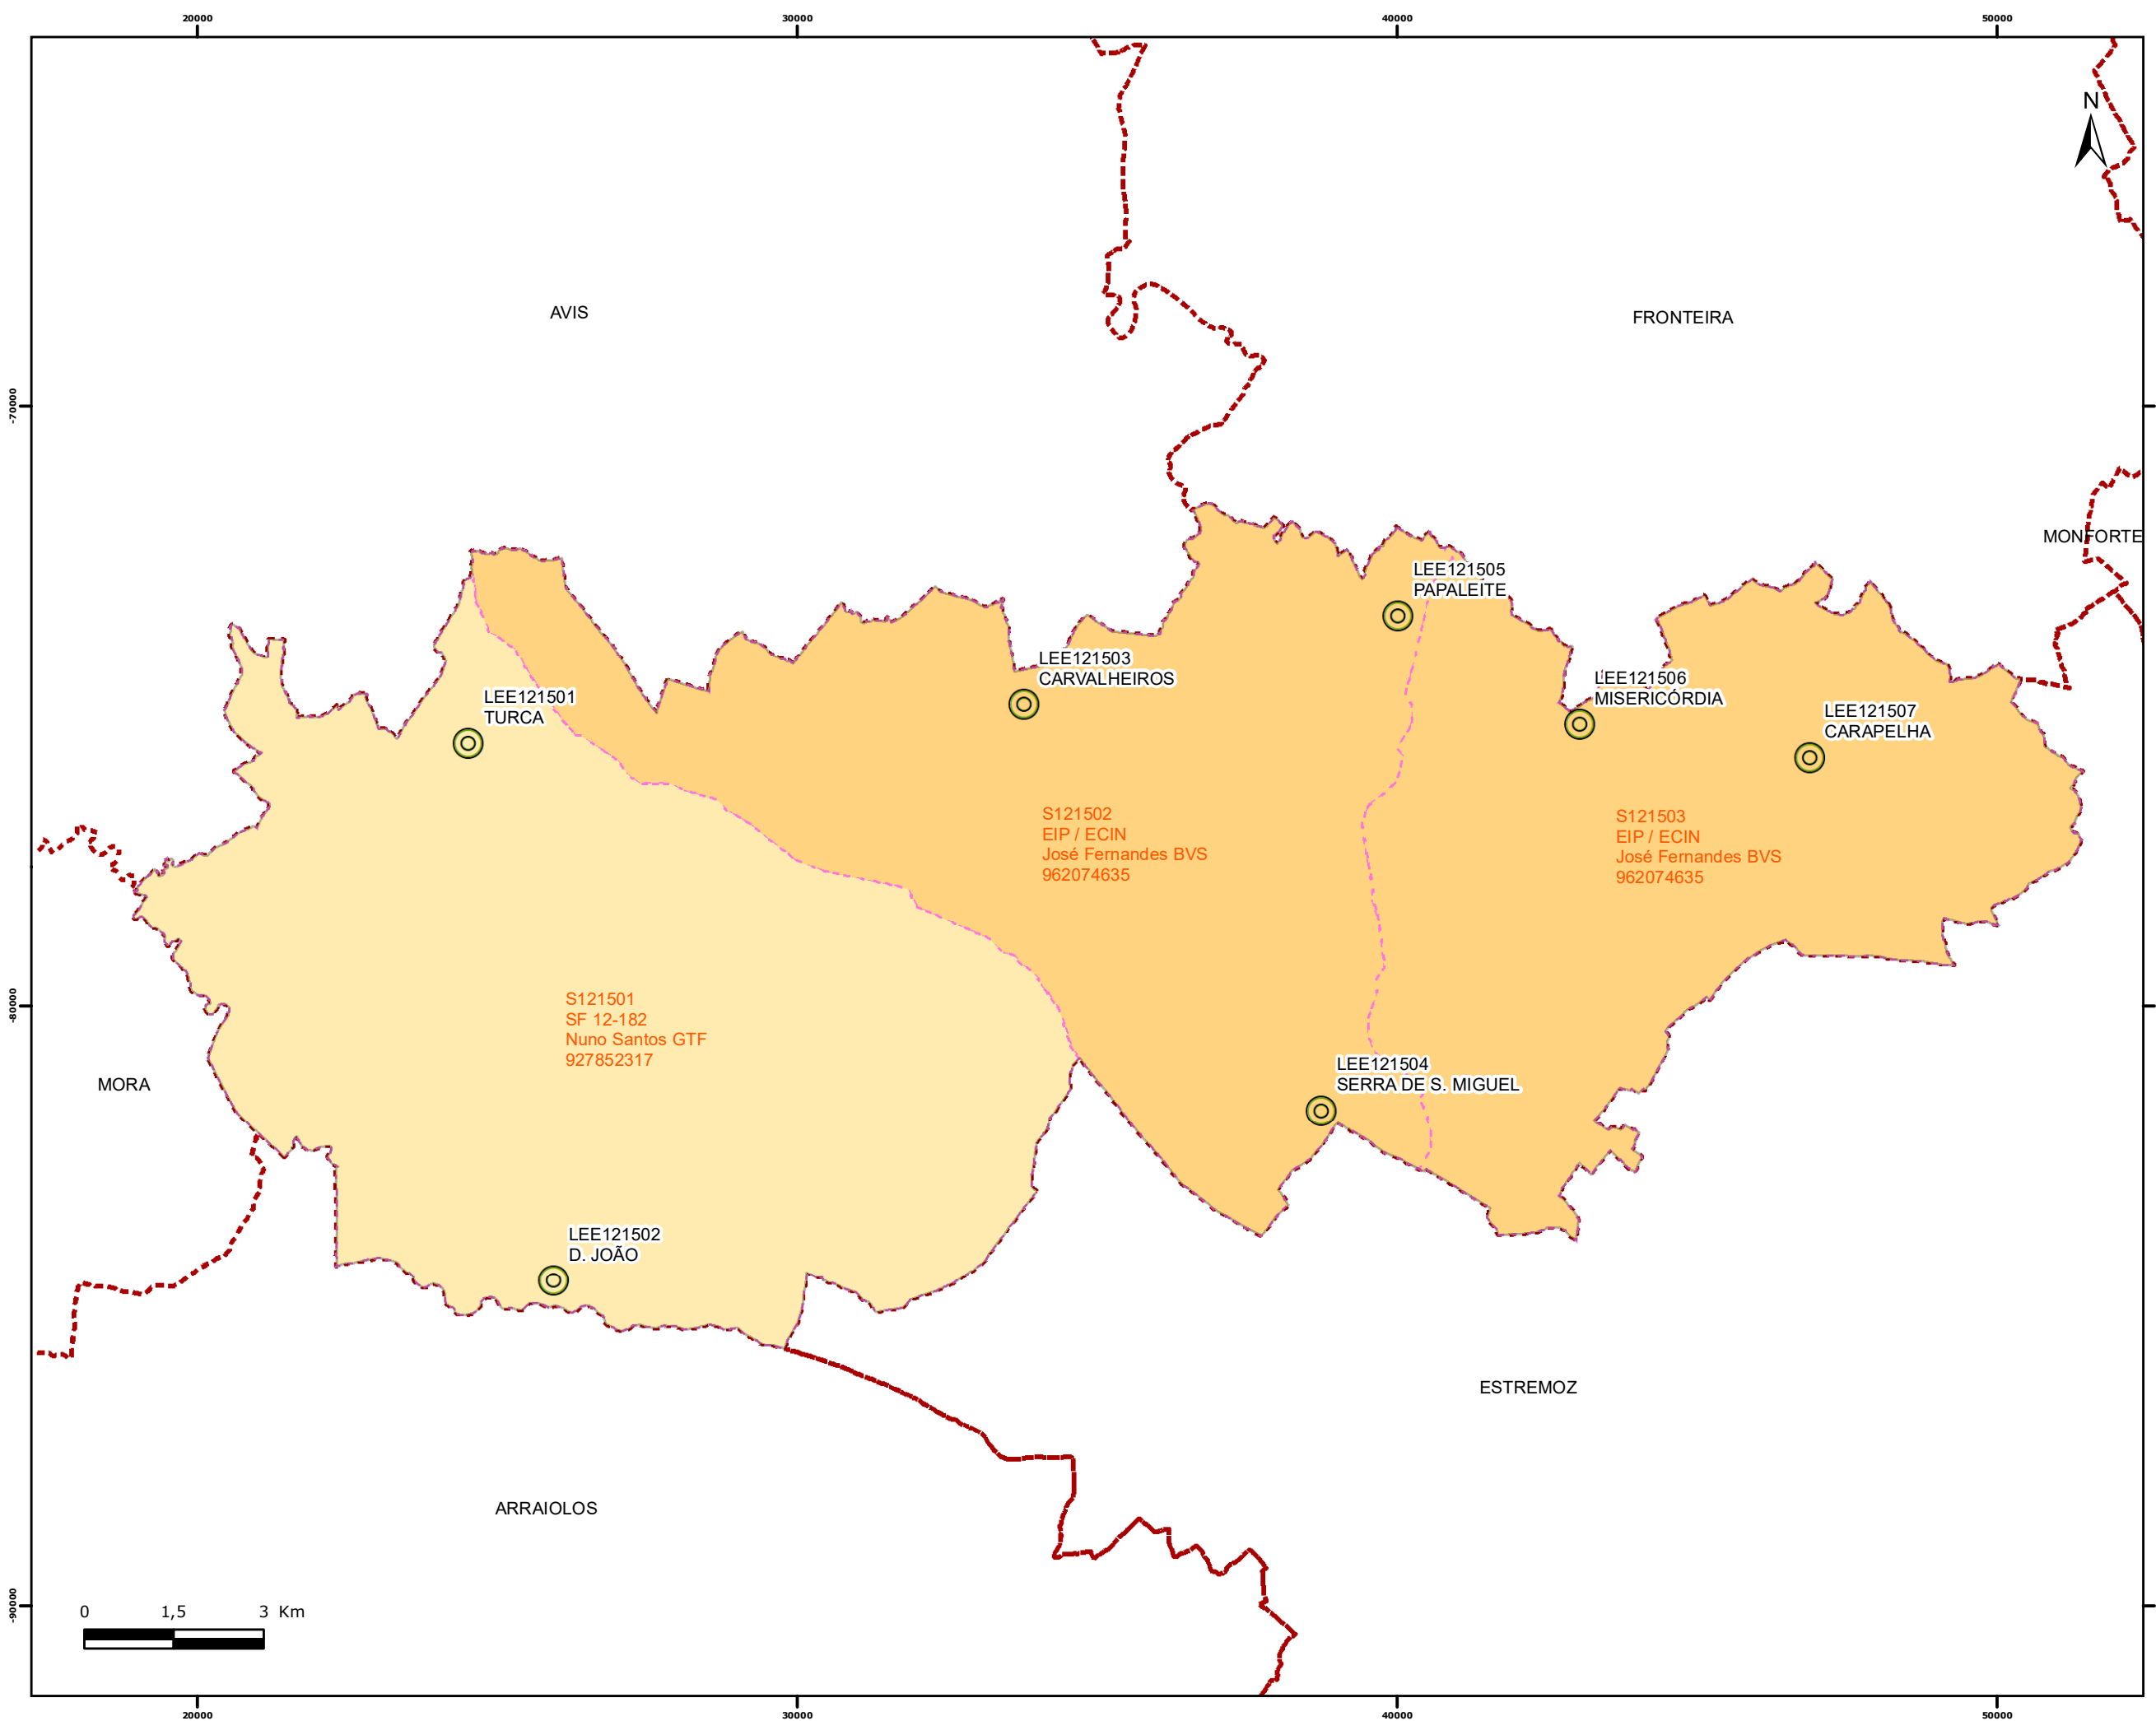 20000
30000
40000
50000
N
AVIS
FRONTEIRA
-70000
MONFORTE
LEE121505
PAPALEITE
LEE121503
CARVALHEIROS
LEE121506
MISERICÓRDIA
LEE121501
TURCA
LEE121507
CARAPELHA
S121502
EIP / ECIN
José Fernandes BVS
962074635
S121503
EIP / ECIN
José Fernandes BVS
962074635
S121501
SF 12-182
Nuno Santos GTF
927852317
-80000
MORA
LEE121504
SERRA DE S. MIGUEL
LEE121502
D. JOÃO
ESTREMOZ
ARRAIOLOS
-90000
0 1,5 3 Km
20000
30000
40000
50000